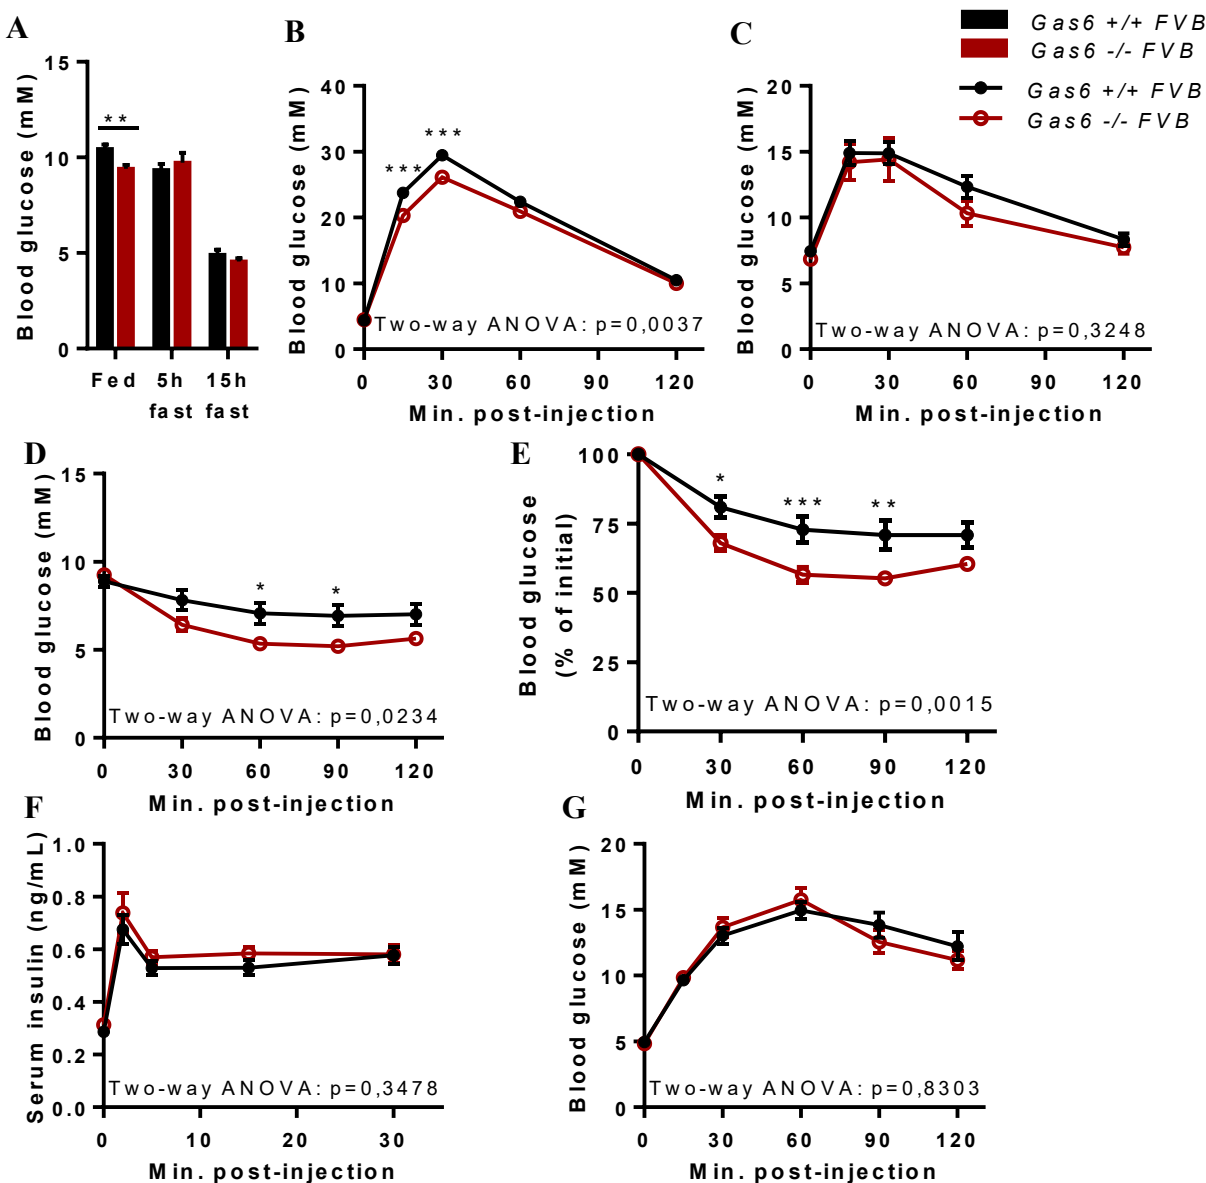 A
B
C
Gas6 +/+ FVB
Gas6 -/- FVB
Gas6 +/+ FVB
Gas6 -/- FVB
Blood glucose (mM)
15
10
5
0
**
Fed
5h fast
15h fast
Blood glucose (mM)
40
30
20
10
0
***
***
Two-way ANOVA: p=0,0037
0 30 60 90 120
Min. post-injection
Blood glucose (mM)
20
15
10
5
0
Two-way ANOVA: p=0,3248
0 30 60 90 120
Min. post-injection
D
Blood glucose (mM)
15
10
5
0
*
*
Two-way ANOVA: p=0,0234
0 30 60 90 120
Min. post-injection
E
Blood glucose
(% of initial)
100
75
50
25
0
*
***
**
Two-way ANOVA: p=0,0015
0 30 60 90 120
Min. post-injection
F
Serum insulin (ng/mL)
1.0
0.8
0.6
0.4
0.2
0.0
Two-way ANOVA: p=0,3478
0 10 20 30
Min. post-injection
G
Blood glucose (mM)
20
15
10
5
0
Two-way ANOVA: p=0,8303
0 30 60 90 120
Min. post-injection